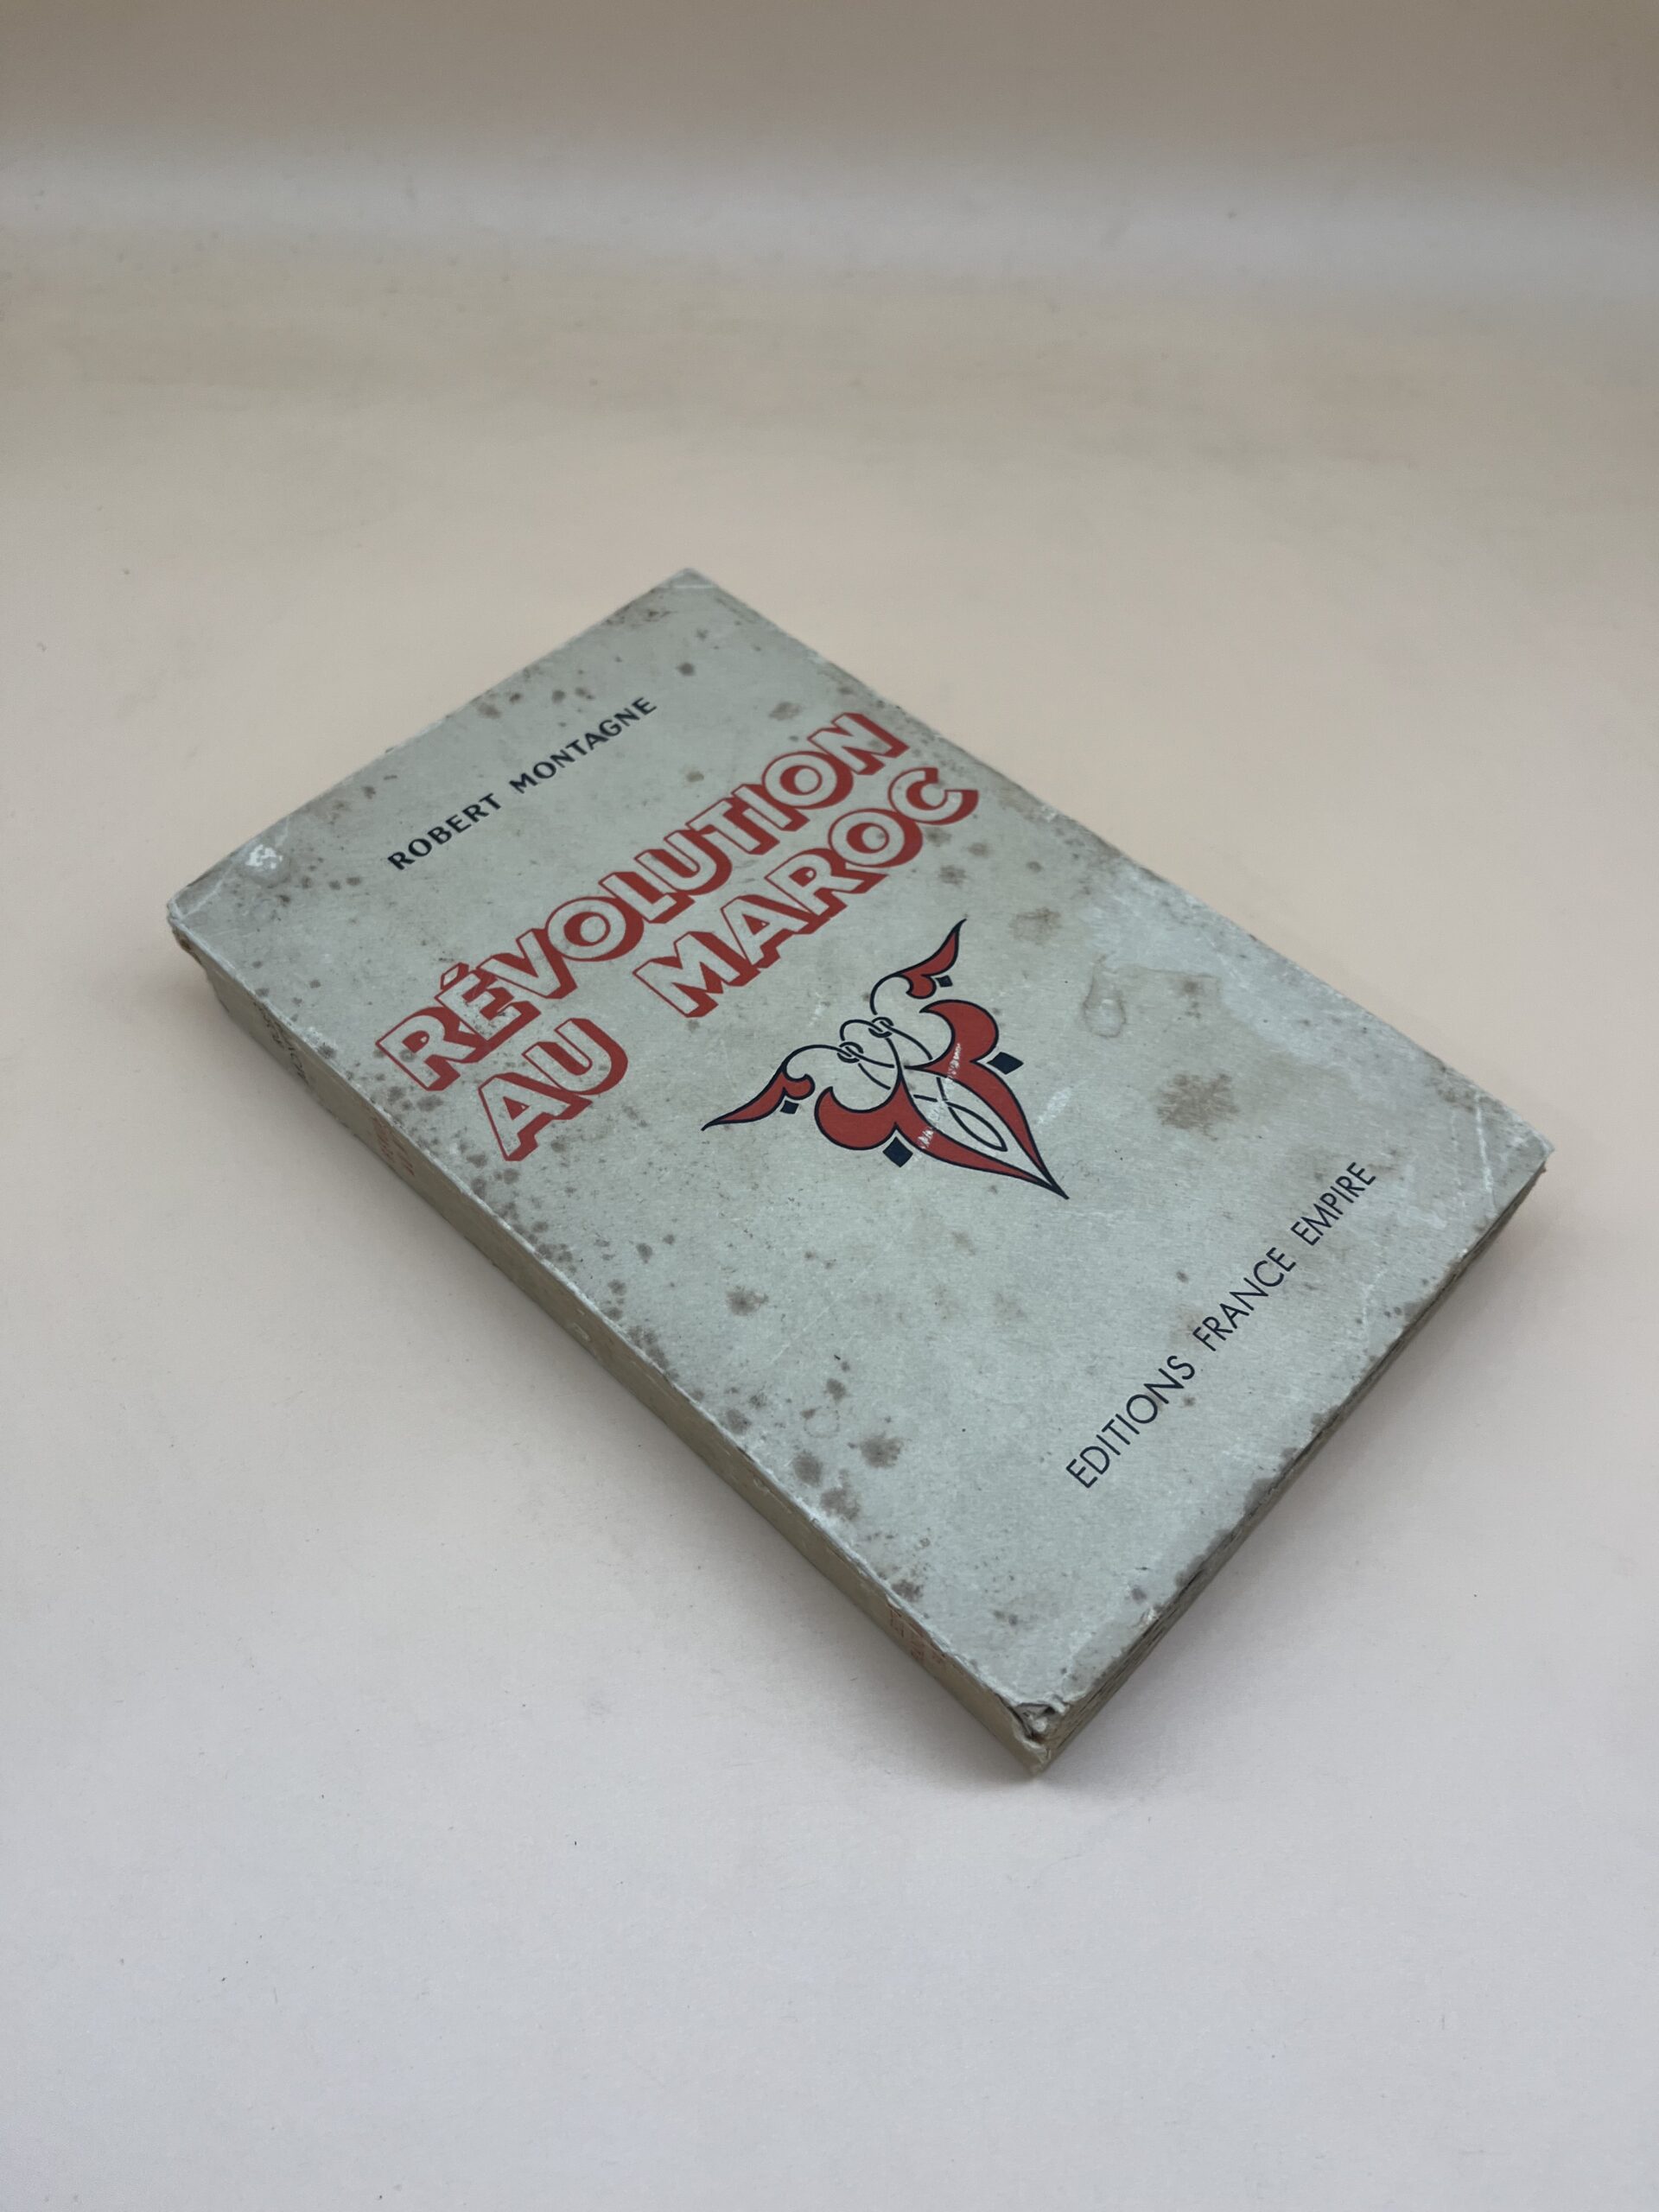 ROBERT MONTAGNE
RÉVOLUTION
AU MAROC
EDITIONS FRANCE EMPIRE